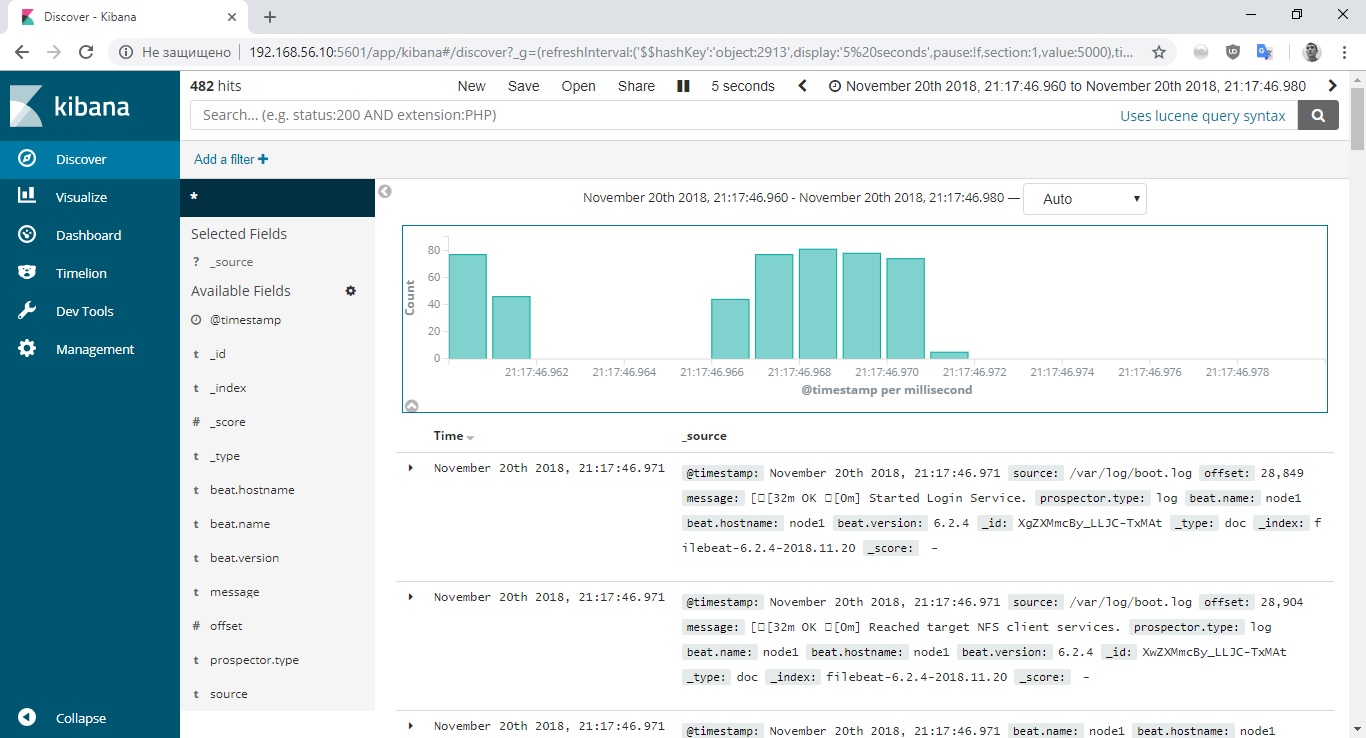 Discover - Kibana
Не защищено 192.168.56.10:5601/app/kibana#/discover?_g=(refreshInterval:('$$hashKey':'object:2913',display:'5%20seconds',pause:!f,section:1,value:5000),ti...
kibana
Discover
Visualize
Dashboard
Timelion
Dev Tools
Management
Collapse
482 hits New Save Open Share 5 seconds November 20th 2018, 21:17:46.960 to November 20th 2018, 21:17:46.980
Search... (e.g. status:200 AND extension:PHP) Uses lucene query syntax
Add a filter +
*
Selected Fields
? _source
Available Fields
@timestamp
t _id
t _index
# _score
t _type
t beat.hostname
t beat.name
t beat.version
t message
# offset
t prospector.type
t source
November 20th 2018, 21:17:46.960 - November 20th 2018, 21:17:46.980 — Auto
Count
80
60
40
20
0
21:17:46.962 21:17:46.964 21:17:46.966 21:17:46.968 21:17:46.970 21:17:46.972 21:17:46.974 21:17:46.976 21:17:46.978
@timestamp per millisecond
Time _source
November 20th 2018, 21:17:46.971 @timestamp: November 20th 2018, 21:17:46.971 source: /var/log/boot.log offset: 28,849
message: [□[32m OK □[0m] Started Login Service. prospector.type: log beat.name: node1
beat.hostname: node1 beat.version: 6.2.4 _id: XgZXMmcBy_LLJC-TxMAt _type: doc _index: f
ilebeat-6.2.4-2018.11.20 _score: -
November 20th 2018, 21:17:46.971 @timestamp: November 20th 2018, 21:17:46.971 source: /var/log/boot.log offset: 28,904
message: [□[32m OK □[0m] Reached target NFS client services. prospector.type: log
beat.name: node1 beat.hostname: node1 beat.version: 6.2.4 _id: XwZXMmcBy_LLJC-TxMAt
_type: doc _index: filebeat-6.2.4-2018.11.20 _score: -
November 20th 2018, 21:17:46.971 @timestamp: November 20th 2018, 21:17:46.971 beat.name: node1 beat.hostname: node1